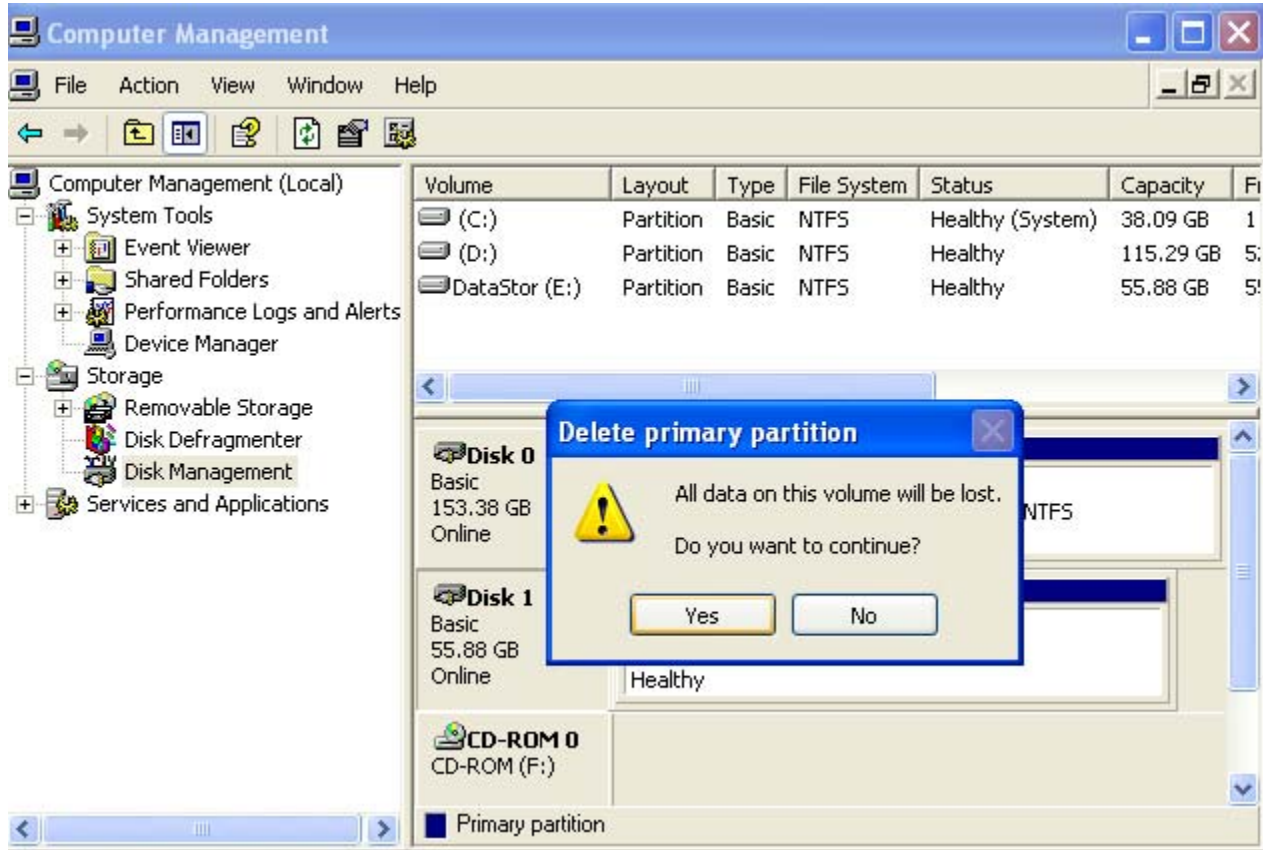 Computer Management
File Action View Window Help
Computer Management (Local)
System Tools
Event Viewer
Shared Folders
Performance Logs and Alerts
Device Manager
Storage
Removable Storage
Disk Defragmenter
Disk Management
Services and Applications
Volume Layout Type File System Status Capacity
(C:) Partition Basic NTFS Healthy (System) 38.09 GB 1
(D:) Partition Basic NTFS Healthy 115.29 GB
DataStor (E:) Partition Basic NTFS Healthy 55.88 GB
Disk 0
Basic
153.38 GB
Online
NTFS
Delete primary partition
All data on this volume will be lost.
Do you want to continue?
Yes No
Disk 1
Basic
55.88 GB
Online
Healthy
CD-ROM 0
CD-ROM (F:)
Primary partition